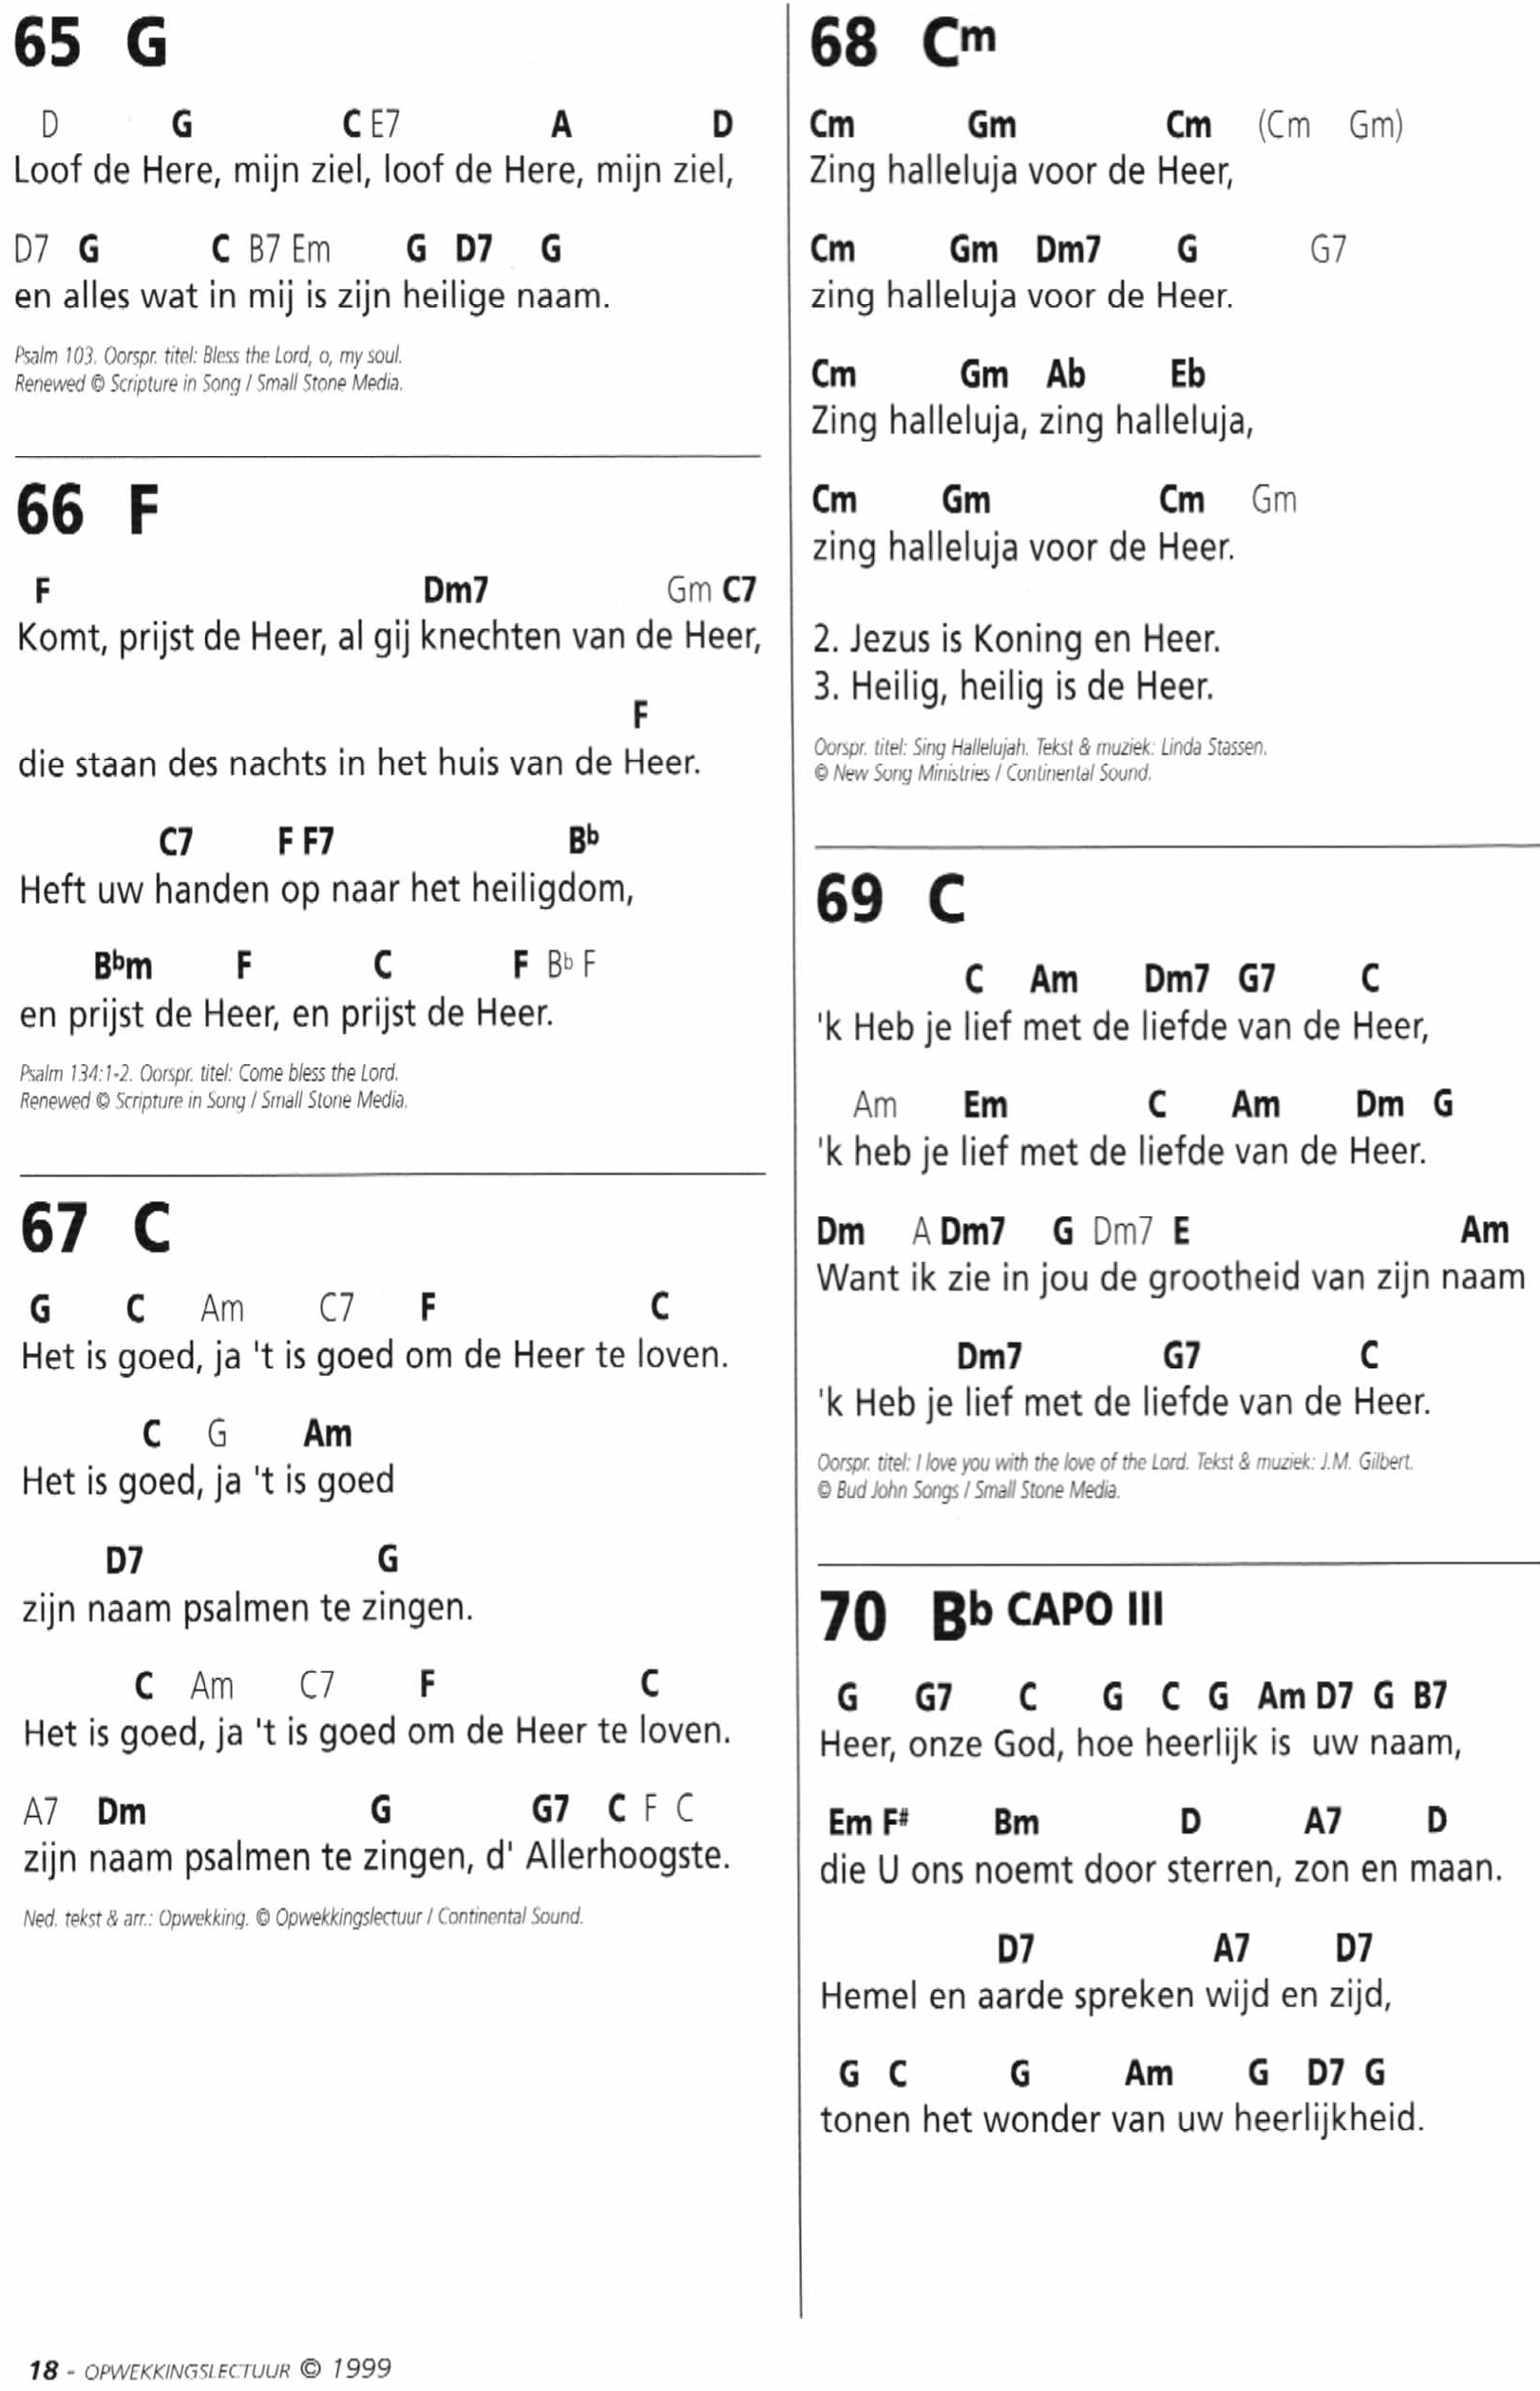 65 G
D G C E7 A D
Loof de Here, mijn ziel, loof de Here, mijn ziel,
D7 G C B7 Em G D7 G
en alles wat in mij is zijn heilige naam.
Psalm 103. Oorspr. titel: Bless the Lord, o, my soul.
Renewed © Scripture in Song / Small Stone Media.
66 F
F Dm7 Gm C7
Komt, prijst de Heer, al gij knechten van de Heer,
F
die staan des nachts in het huis van de Heer.
C7 F F7 Bb
Heft uw handen op naar het heiligdom,
Bbm F C F Bb F
en prijst de Heer, en prijst de Heer.
Psalm 134:1-2. Oorspr. titel: Come bless the Lord.
Renewed © Scripture in Song / Small Stone Media.
67 C
G C Am C7 F C
Het is goed, ja 't is goed om de Heer te loven.
C G Am
Het is goed, ja 't is goed
D7 G
zijn naam psalmen te zingen.
C Am C7 F C
Het is goed, ja 't is goed om de Heer te loven.
A7 Dm G G7 C F C
zijn naam psalmen te zingen, d' Allerhoogste.
Ned. tekst & arr.: Opwekking. © Opwekkingslectuur / Continental Sound.
68 Cm
Cm Gm Cm (Cm Gm)
Zing halleluja voor de Heer,
Cm Gm Dm7 G G7
zing halleluja voor de Heer.
Cm Gm Ab Eb
Zing halleluja, zing halleluja,
Cm Gm Cm Gm
zing halleluja voor de Heer.
2. Jezus is Koning en Heer.
3. Heilig, heilig is de Heer.
Oorspr. titel: Sing Hallelujah. Tekst & muziek: Linda Stassen.
© New Song Ministries / Continental Sound.
69 C
C Am Dm7 G7 C
'k Heb je lief met de liefde van de Heer,
Am Em C Am Dm G
'k heb je lief met de liefde van de Heer.
Dm A Dm7 G Dm7 E Am
Want ik zie in jou de grootheid van zijn naam
Dm7 G7 C
'k Heb je lief met de liefde van de Heer.
Oorspr. titel: I love you with the love of the Lord. Tekst & muziek: J.M. Gilbert.
© Bud John Songs / Small Stone Media.
70 Bb CAPO III
G G7 C G C G Am D7 G B7
Heer, onze God, hoe heerlijk is uw naam,
Em F# Bm D A7 D
die U ons noemt door sterren, zon en maan.
D7 A7 D7
Hemel en aarde spreken wijd en zijd,
G C G Am G D7 G
tonen het wonder van uw heerlijkheid.
18 - OPWEKKINGSLECTUUR © 1999